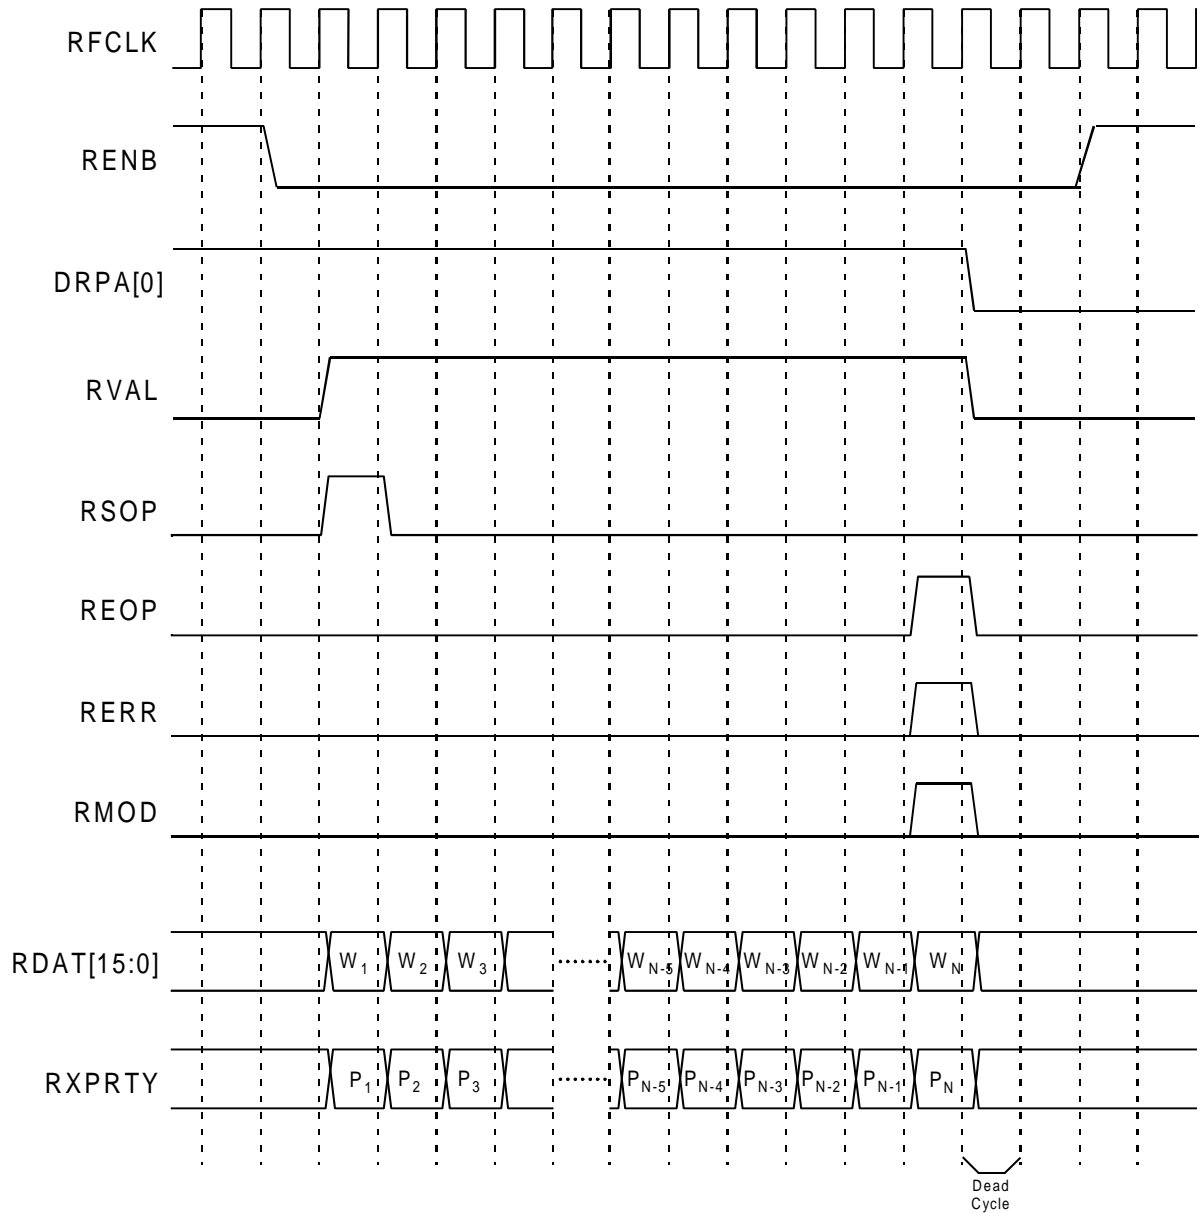 RFCLK
RENB
DRPA[0]
RVAL
RSOP
REOP
RERR
RMOD
RDAT[15:0] W1 W2 W3 ........ WN-5 WN-4 WN-3 WN-2 WN-1 WN
RXPRTY P1 P2 P3 ........ PN-5 PN-4 PN-3 PN-2 PN-1 PN
Dead
Cycle